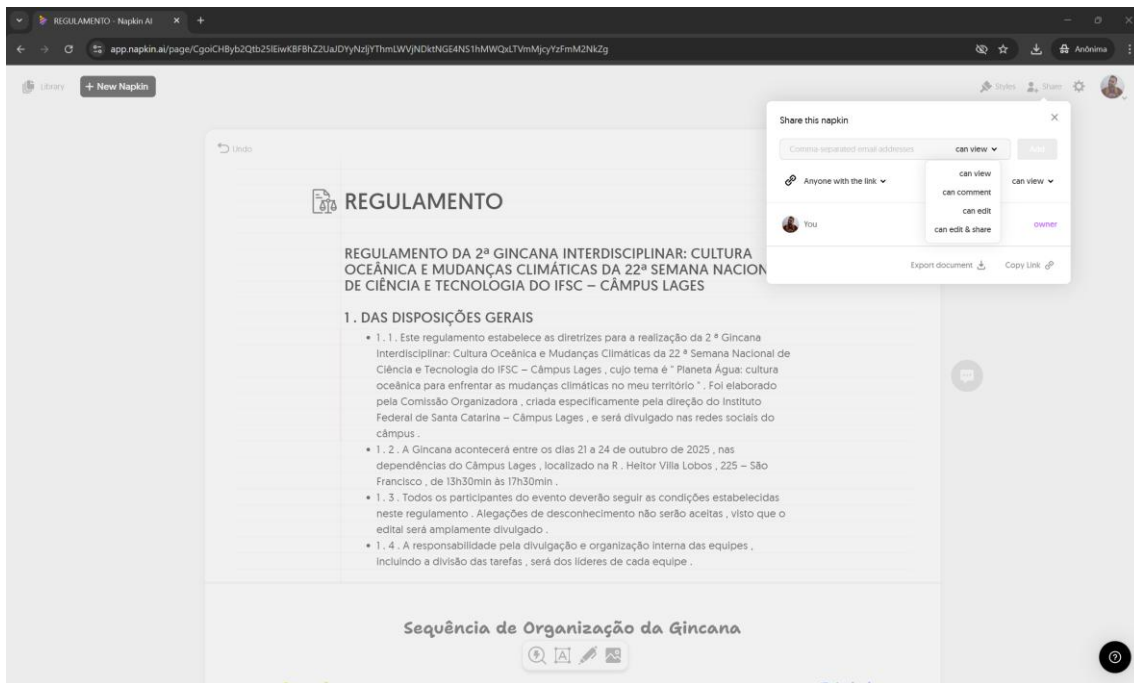 REGULAMENTO - Napkin AI
app.napkin.ai/page/CgoiCHByb2Qtb25lEiwKBFBhZ2UaJDYyNzljYThmLWVjNDktNGE4NS1hMWQxLTVmMjcyYzFmM2NkZg
Anônima
Library
+ New Napkin
Styles
Share
Share this napkin
Undo
Comma-separated email addresses
can view
Add
Anyone with the link
can view
can view
can comment
can edit
can edit & share
You
owner
Export document
Copy Link
REGULAMENTO
REGULAMENTO DA 2ª GINCANA INTERDISCIPLINAR: CULTURA
OCEÂNICA E MUDANÇAS CLIMÁTICAS DA 22ª SEMANA NACION
DE CIÊNCIA E TECNOLOGIA DO IFSC – CÂMPUS LAGES
1 . DAS DISPOSIÇÕES GERAIS
• 1 . 1 . Este regulamento estabelece as diretrizes para a realização da 2 ª Gincana
Interdisciplinar: Cultura Oceânica e Mudanças Climáticas da 22 ª Semana Nacional de
Ciência e Tecnologia do IFSC – Câmpus Lages , cujo tema é " Planeta Água: cultura
oceânica para enfrentar as mudanças climáticas no meu território " . Foi elaborado
pela Comissão Organizadora , criada especificamente pela direção do Instituto
Federal de Santa Catarina – Câmpus Lages , e será divulgado nas redes sociais do
câmpus .
• 1 . 2 . A Gincana acontecerá entre os dias 21 a 24 de outubro de 2025 , nas
dependências do Câmpus Lages , localizado na R . Heitor Villa Lobos , 225 – São
Francisco , de 13h30min às 17h30min .
• 1 . 3 . Todos os participantes do evento deverão seguir as condições estabelecidas
neste regulamento . Alegações de desconhecimento não serão aceitas , visto que o
edital será amplamente divulgado .
• 1 . 4 . A responsabilidade pela divulgação e organização interna das equipes ,
incluindo a divisão das tarefas , será dos líderes de cada equipe .
Sequência de Organização da Gincana